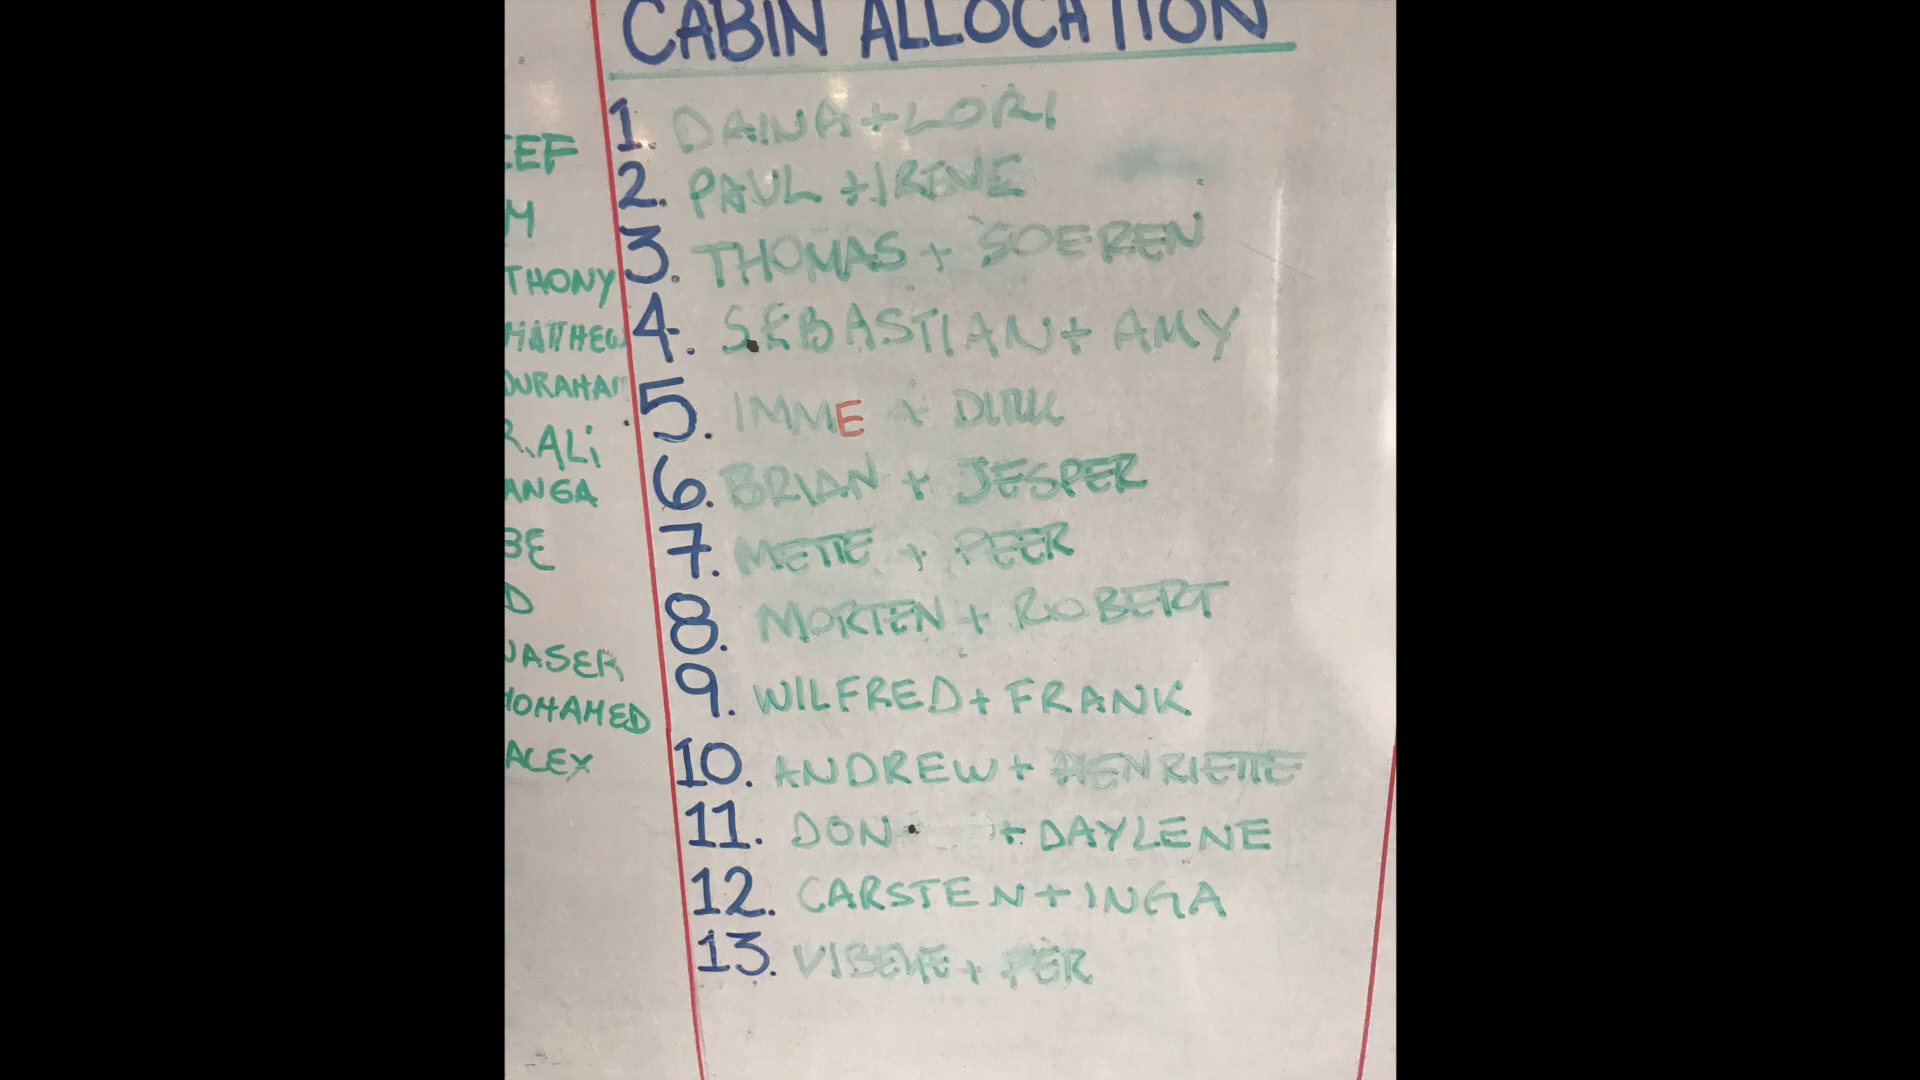 CABIN ALLOCATION
1. DAINA + LORI
2. PAUL + IRENE
3. THOMAS + SOEREN
4. SEBASTIAN + AMY
5. IMME + DIRK
6. BRIAN + JESPER
7. METTE + PEER
8. MORTEN + ROBERT
9. WILFRED + FRANK
10. ANDREW + HENRIETTE
11. DON + DAYLENE
12. CARSTEN + INGA
13. VIBEKE + PER
IEF
M
THONY
MATTHEW
R.ALi
ANGA
BE
D
NASER
MOHAMED
ALEX